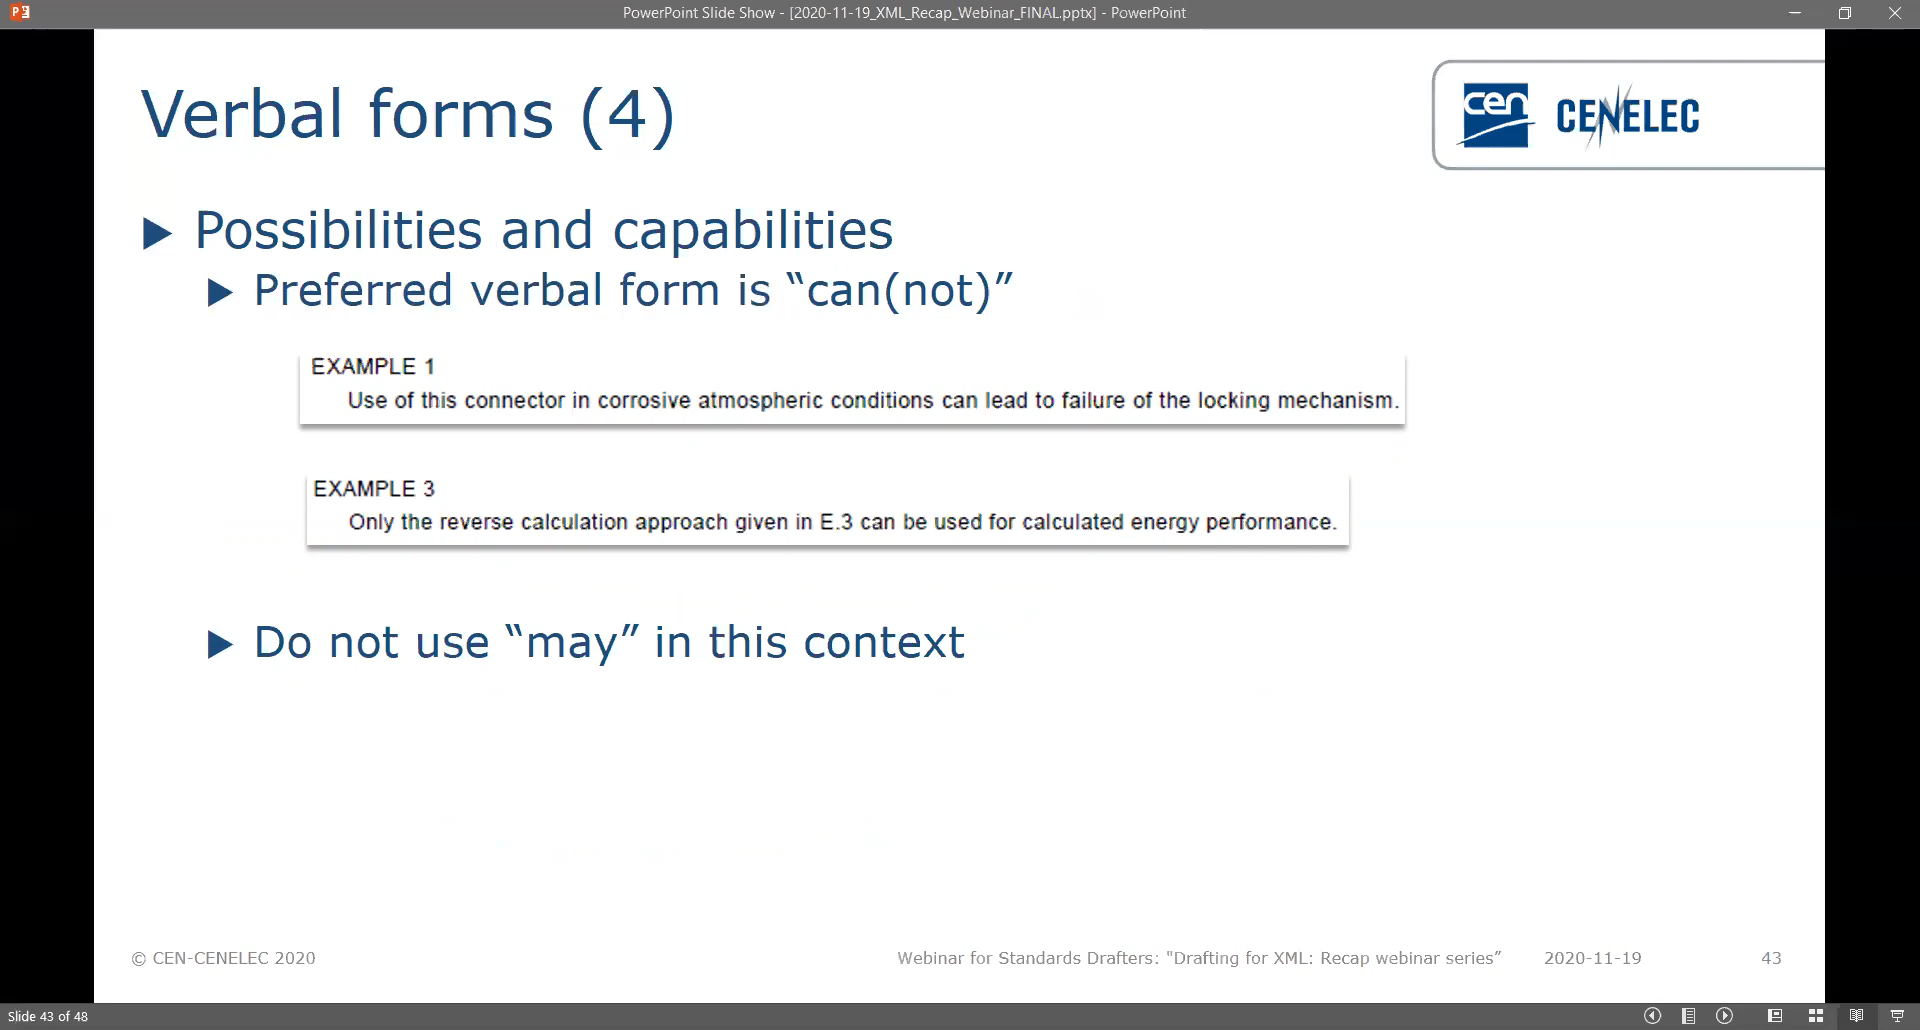 PowerPoint Slide Show - [2020-11-19_XML_Recap_Webinar_FINAL.pptx] - PowerPoint
Verbal forms (4)
cen CENELEC
Possibilities and capabilities
Preferred verbal form is “can(not)”
EXAMPLE 1
Use of this connector in corrosive atmospheric conditions can lead to failure of the locking mechanism.
EXAMPLE 3
Only the reverse calculation approach given in E.3 can be used for calculated energy performance.
Do not use “may” in this context
© CEN-CENELEC 2020 Webinar for Standards Drafters: "Drafting for XML: Recap webinar series” 2020-11-19 43
Slide 43 of 48